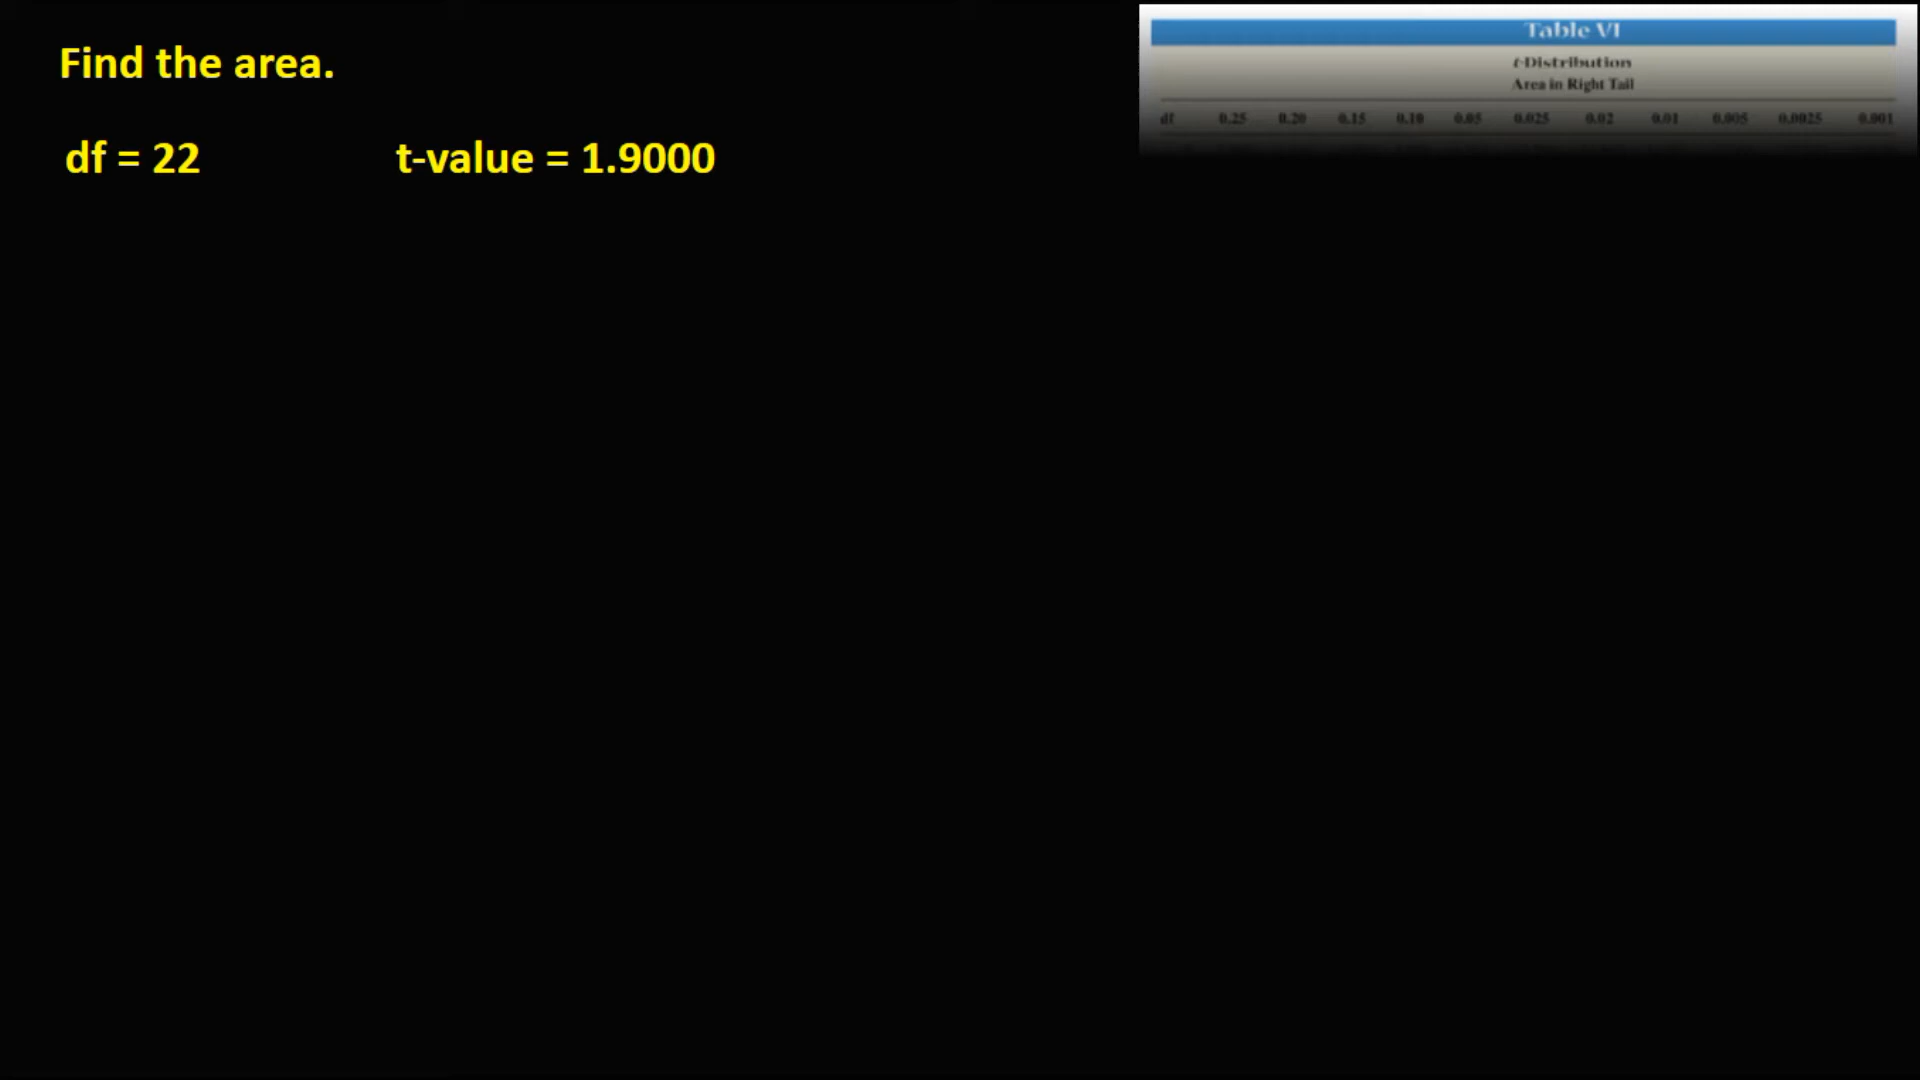 Find the area.
df = 22 t-value = 1.9000
Table VI
t-Distribution
Area in Right Tail
df 0.25 0.20 0.15 0.10 0.05 0.025 0.02 0.01 0.005 0.0025 0.001